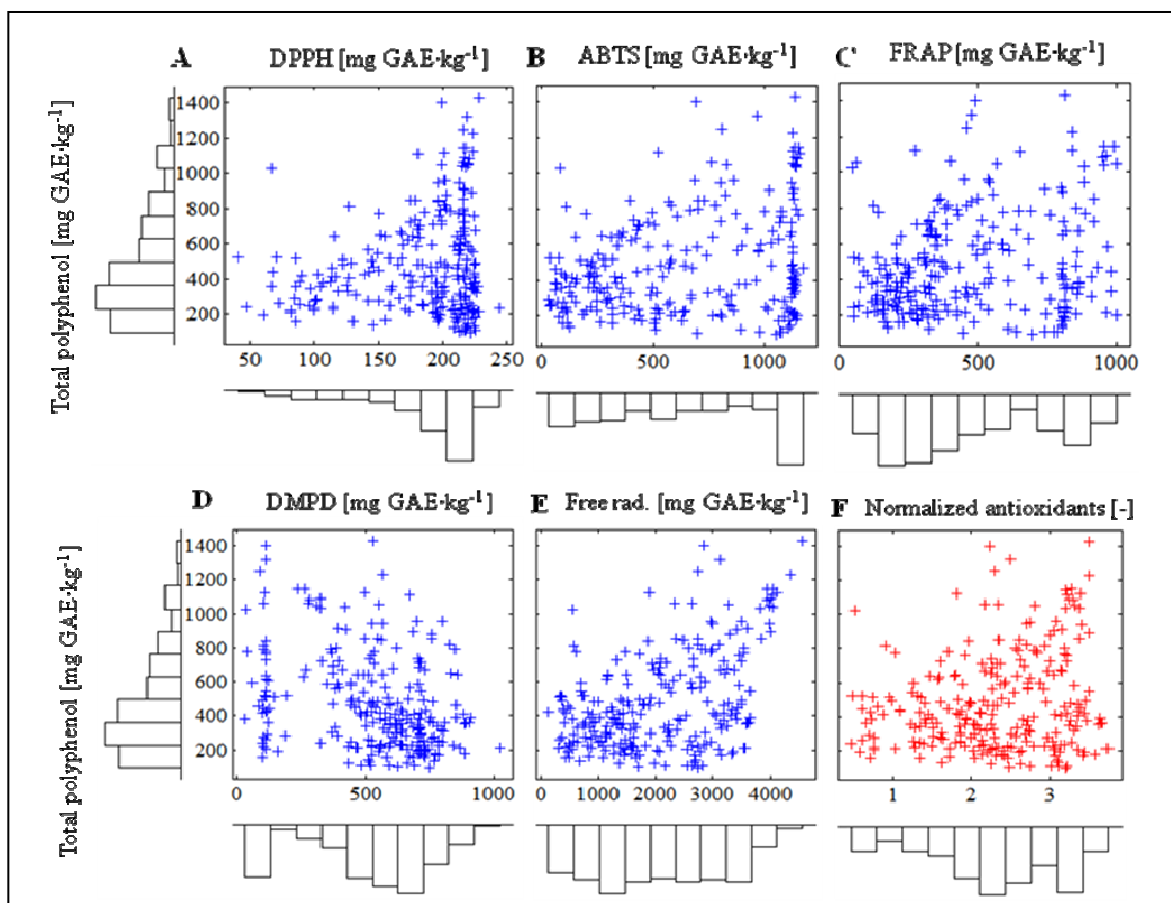 A DPPH [mg GAE·kg⁻¹] B ABTS [mg GAE·kg⁻¹] C FRAP[mg GAE·kg⁻¹]
Total polyphenol [mg GAE·kg⁻¹]
1400
1200
1000
800
600
400
200
50 100 150 200 250
0 500 1000
0 500 1000
D DMPD [mg GAE·kg⁻¹] E Free rad. [mg GAE·kg⁻¹] F Normalized antioxidants [-]
Total polyphenol [mg GAE·kg⁻¹]
1400
1200
1000
800
600
400
200
0 500 1000
0 1000 2000 3000 4000
1 2 3